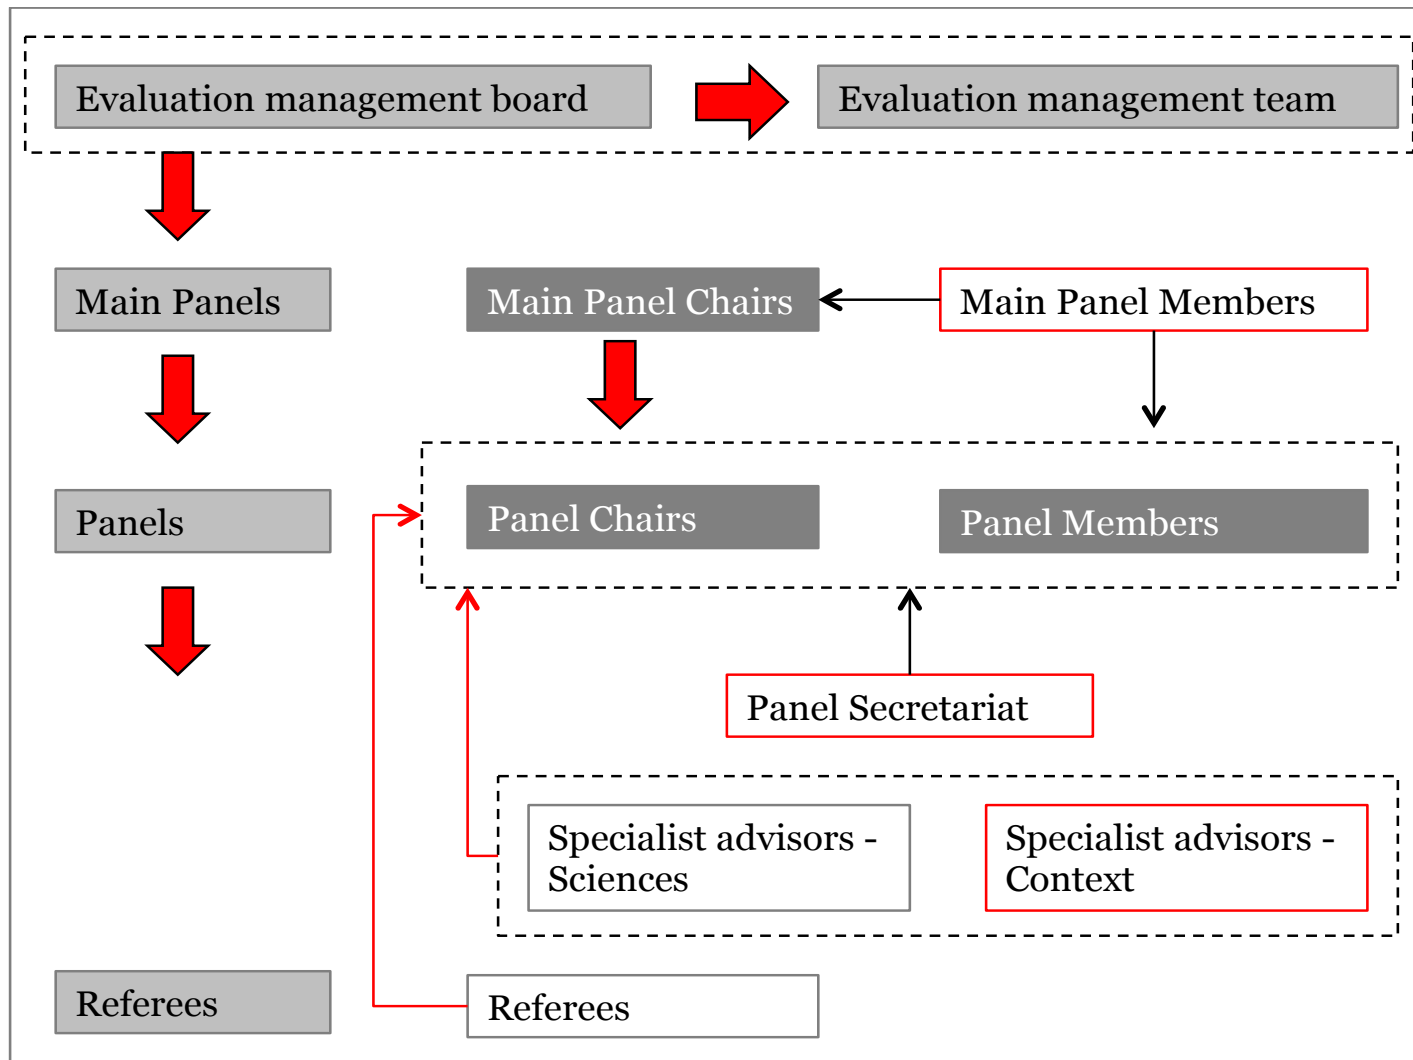 Evaluation management board
Evaluation management team
Main Panels
Main Panel Chairs
Main Panel Members
Panels
Panel Chairs
Panel Members
Panel Secretariat
Specialist advisors -
Sciences
Specialist advisors -
Context
Referees
Referees